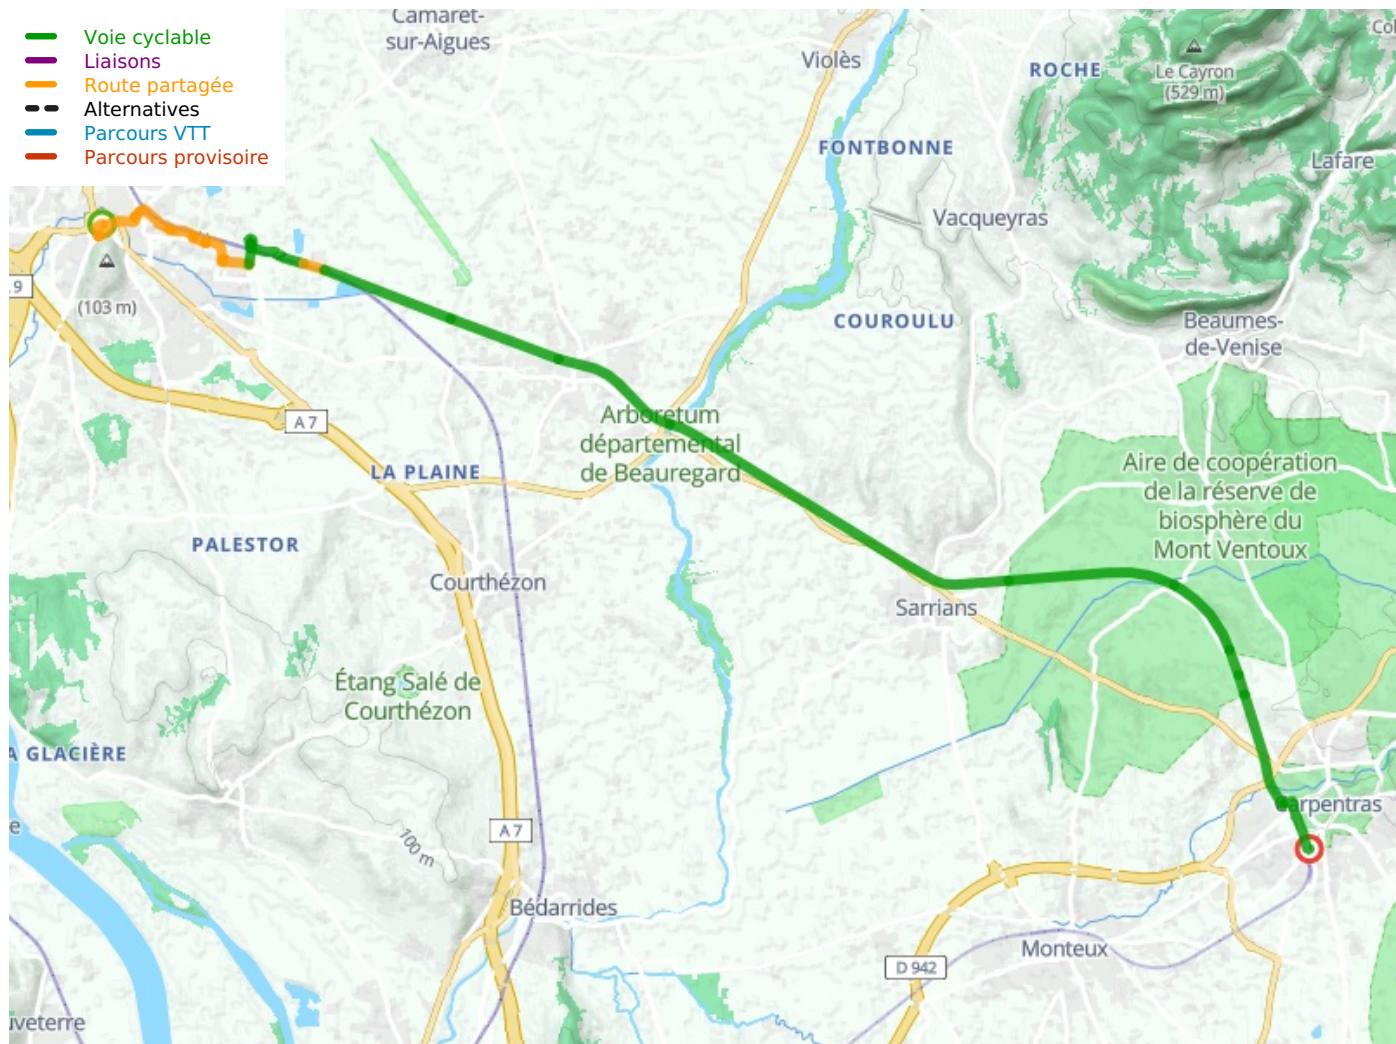 Voie cyclable
Liaisons
Route partagée
Alternatives
Parcours VTT
Parcours provisoire
Camaret-
sur-Aigues
Violès
ROCHE
Le Cayron
(529 m)
Lafare
FONTBONNE
Vacqueyras
9
(103 m)
COUROULU
Beaumes-
de-Venise
A 7
Arboretum
départemental
de Beauregard
LA PLAINE
Aire de coopération
de la réserve de
biosphère du
Mont Ventoux
PALESTOR
Courthézon
Sarrians
Étang Salé de
Courthézon
A GLACIÈRE
Carpentras
A 7
100 m
Bédarrides
Monteux
D 942
uveterre